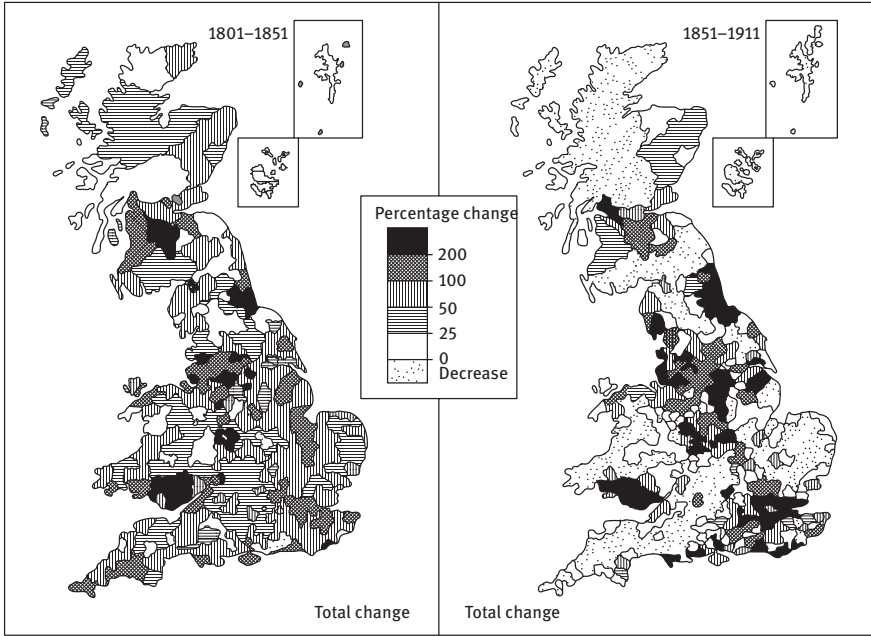 1801–1851
1851–1911
Percentage change
200
100
50
25
0
Decrease
Total change
Total change